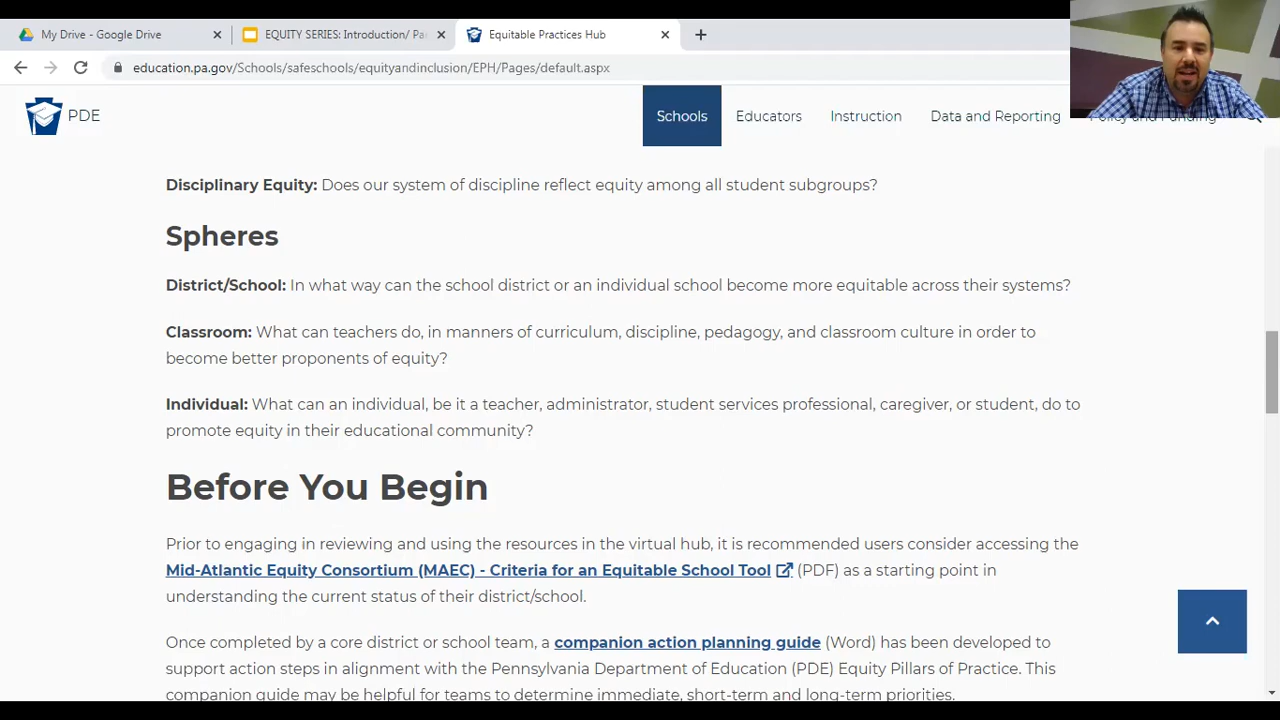 My Drive - Google Drive
EQUITY SERIES: Introduction/ Pa
Equitable Practices Hub
education.pa.gov/Schools/safeschools/equityandinclusion/EPH/Pages/default.aspx
PDE
Schools
Educators
Instruction
Data and Reporting
Policy and Funding
Disciplinary Equity: Does our system of discipline reflect equity among all student subgroups?
Spheres
District/School: In what way can the school district or an individual school become more equitable across their systems?
Classroom: What can teachers do, in manners of curriculum, discipline, pedagogy, and classroom culture in order to
become better proponents of equity?
Individual: What can an individual, be it a teacher, administrator, student services professional, caregiver, or student, do to
promote equity in their educational community?
Before You Begin
Prior to engaging in reviewing and using the resources in the virtual hub, it is recommended users consider accessing the
Mid-Atlantic Equity Consortium (MAEC) - Criteria for an Equitable School Tool (PDF) as a starting point in
understanding the current status of their district/school.
Once completed by a core district or school team, a companion action planning guide (Word) has been developed to
support action steps in alignment with the Pennsylvania Department of Education (PDE) Equity Pillars of Practice. This
companion guide may be helpful for teams to determine immediate, short-term and long-term priorities.